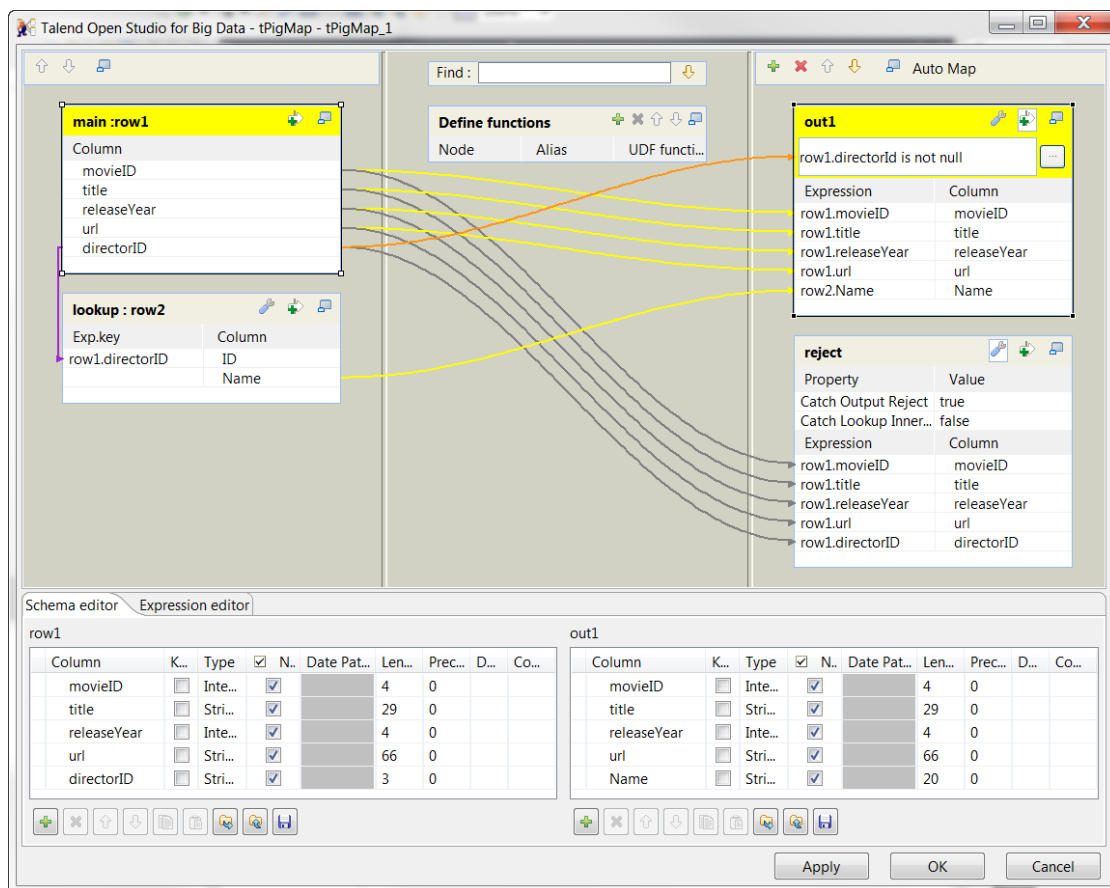 Talend Open Studio for Big Data - tPigMap - tPigMap_1
Find :
Auto Map
main :row1
Column
movieID
title
releaseYear
url
directorID
lookup : row2
Exp.key Column
row1.directorID ID
Name
Define functions
Node Alias UDF functi...
out1
row1.directorId is not null
...
Expression Column
row1.movieID movieID
row1.title title
row1.releaseYear releaseYear
row1.url url
row2.Name Name
reject
Property Value
Catch Output Reject true
Catch Lookup Inner... false
Expression Column
row1.movieID movieID
row1.title title
row1.releaseYear releaseYear
row1.url url
row1.directorID directorID
Schema editor Expression editor
row1
Column K... Type N.. Date Pat... Len... Prec... D... Co...
movieID Inte... 4 0
title Stri... 29 0
releaseYear Inte... 4 0
url Stri... 66 0
directorID Stri... 3 0
out1
Column K... Type N.. Date Pat... Len... Prec... D... Co...
movieID Inte... 4 0
title Stri... 29 0
releaseYear Inte... 4 0
url Stri... 66 0
Name Stri... 20 0
Apply OK Cancel